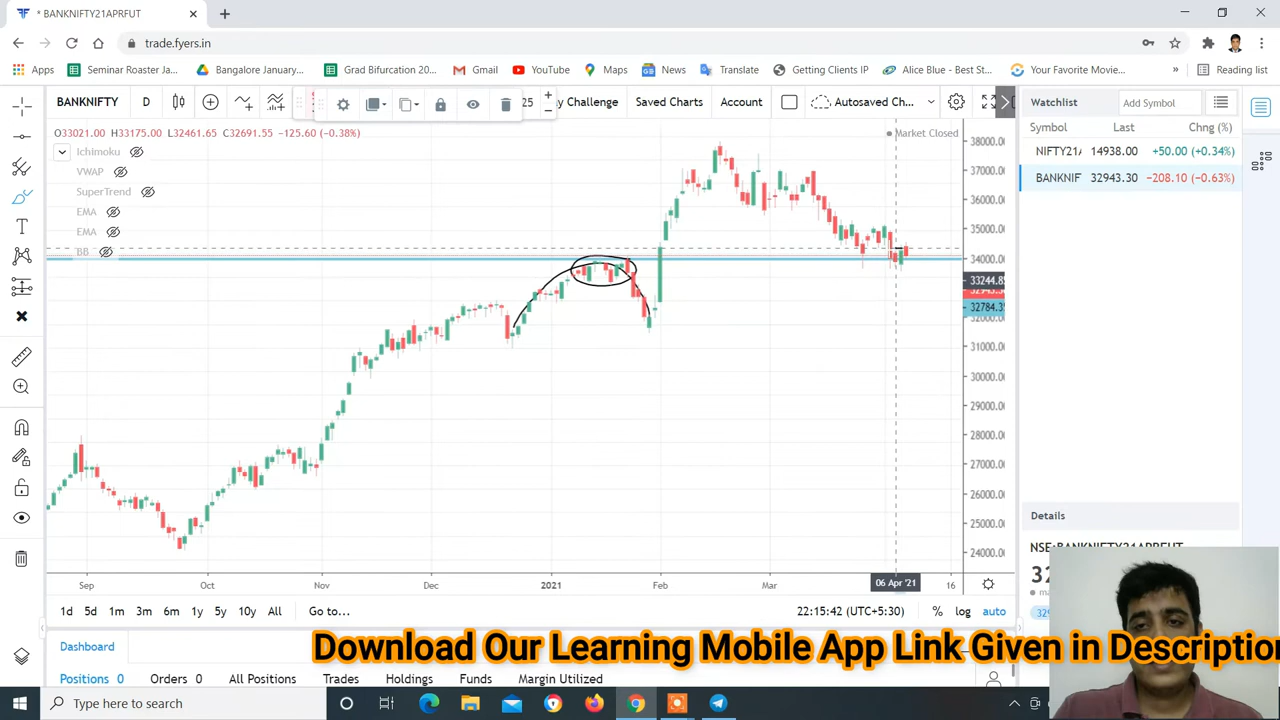 * BANKNIFTY21APRFUT
trade.fyers.in
Apps
Seminar Roaster Ja...
Bangalore January...
Grad Bifurcation 20...
Gmail
YouTube
Maps
News
Translate
Getting Clients IP
Alice Blue - Best St...
Your Favorite Movie...
Reading list
BANKNIFTY
D
25
y Challenge
Saved Charts
Account
Autosaved Ch...
Watchlist
Add Symbol
O33021.00 H33175.00 L32461.65 C32691.55 −125.60 (−0.38%)
Market Closed
Symbol Last Chng (%)
Ichimoku
VWAP
SuperTrend
EMA
EMA
BB
14938.00 +50.00 (+0.34%)
BANKNIF 32943.30 −208.10 (−0.63%)
38000.00
37000.00
35000.00
34000.00
33244.8
32784.3
31000.00
30000.00
29000.00
28000.00
27000.00
26000.00
25000.00
24000.00
Sep Oct Nov Dec 2021 Feb Mar 06 Apr '21 16
1d 5d 1m 3m 6m 1y 5y 10y All Go to...
22:15:42 (UTC+5:30) % log auto
Details
NSE:BANKNIFTY21APRFUT
Download Our Learning Mobile App Link Given in Description
Dashboard
Positions 0 Orders 0 All Positions Trades Holdings Funds Margin Utilized
Type here to search